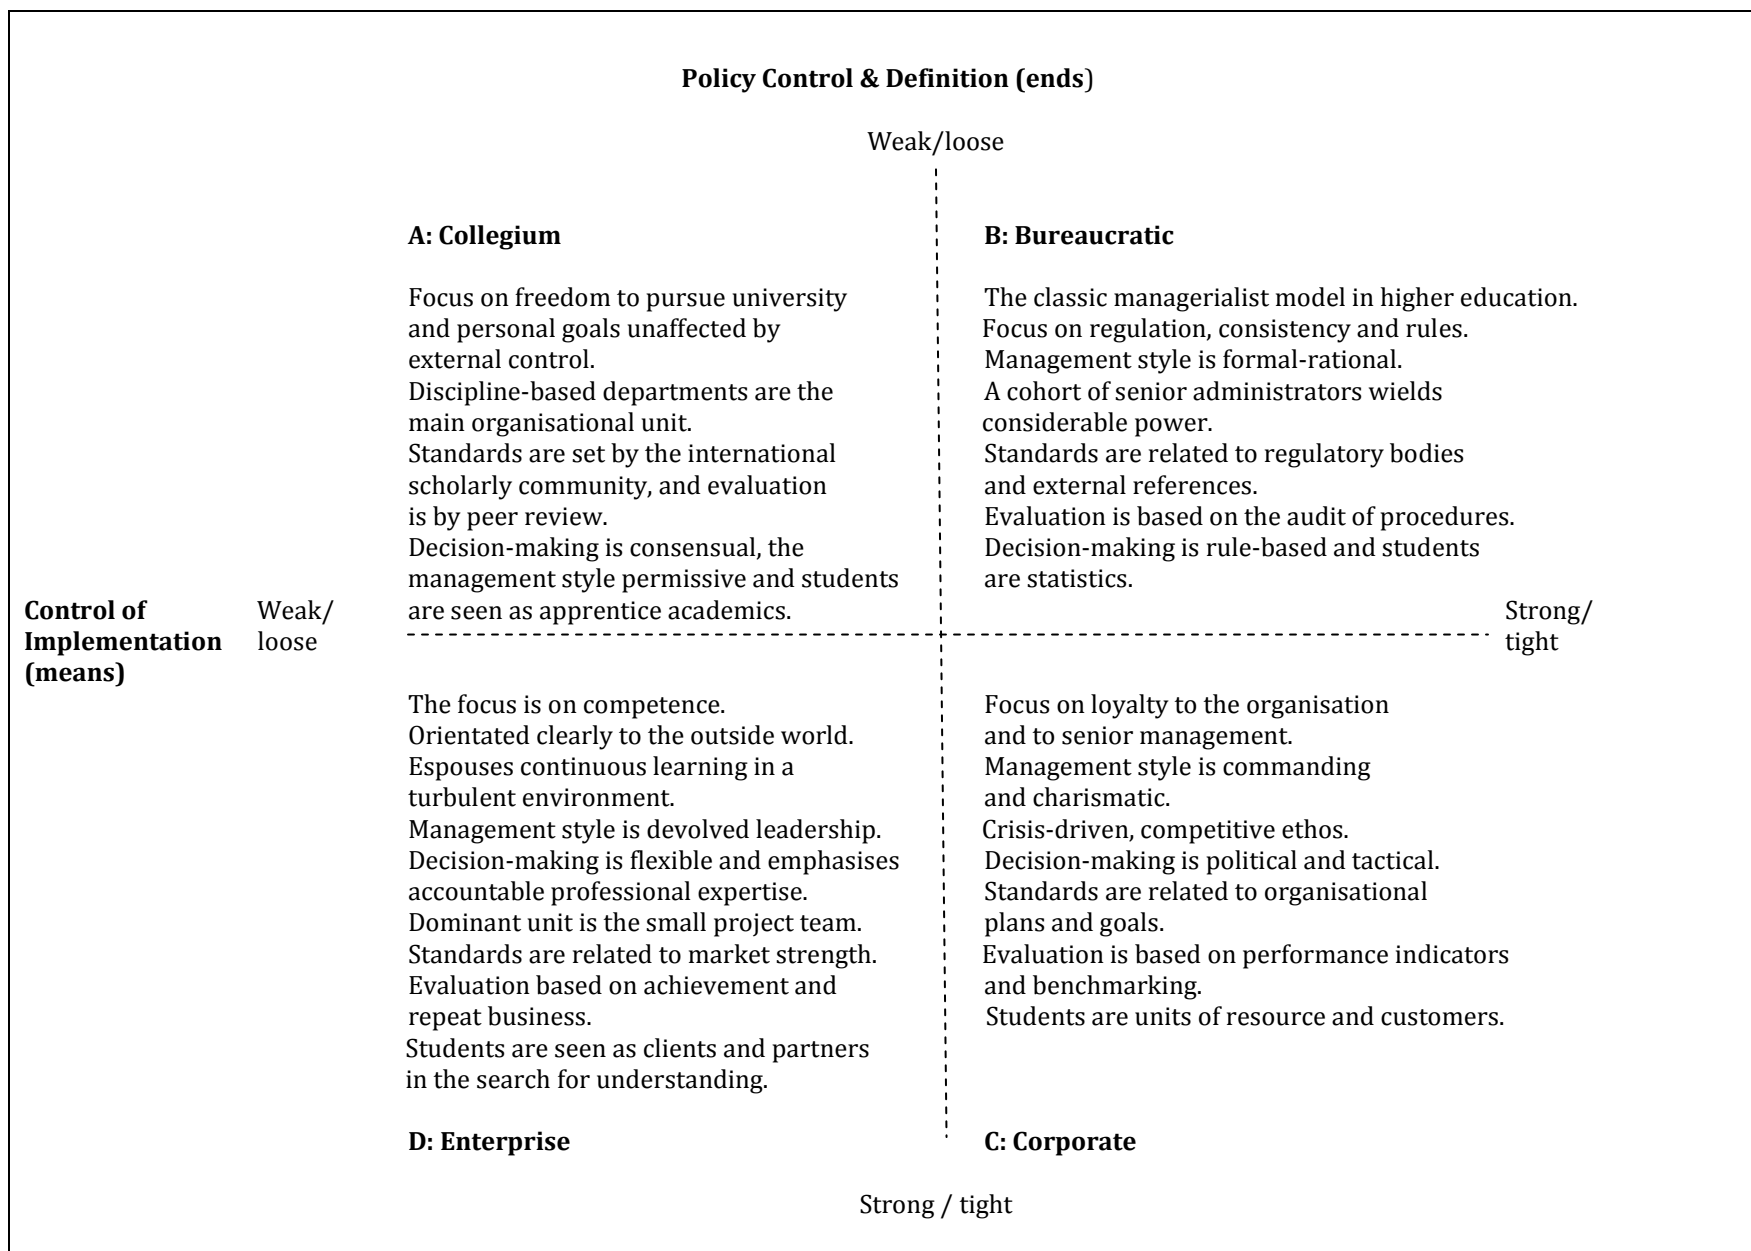 Policy Control & Definition (ends)
Weak/loose
A: Collegium
Focus on freedom to pursue university
and personal goals unaffected by
external control.
Discipline-based departments are the
main organisational unit.
Standards are set by the international
scholarly community, and evaluation
is by peer review.
Decision-making is consensual, the
management style permissive and students
are seen as apprentice academics.
B: Bureaucratic
The classic managerialist model in higher education.
Focus on regulation, consistency and rules.
Management style is formal-rational.
A cohort of senior administrators wields
considerable power.
Standards are related to regulatory bodies
and external references.
Evaluation is based on the audit of procedures.
Decision-making is rule-based and students
are statistics.
Control of
Implementation
(means)
Weak/
loose
Strong/
tight
The focus is on competence.
Orientated clearly to the outside world.
Espouses continuous learning in a
turbulent environment.
Management style is devolved leadership.
Decision-making is flexible and emphasises
accountable professional expertise.
Dominant unit is the small project team.
Standards are related to market strength.
Evaluation based on achievement and
repeat business.
Students are seen as clients and partners
in the search for understanding.
D: Enterprise
Focus on loyalty to the organisation
and to senior management.
Management style is commanding
and charismatic.
Crisis-driven, competitive ethos.
Decision-making is political and tactical.
Standards are related to organisational
plans and goals.
Evaluation is based on performance indicators
and benchmarking.
Students are units of resource and customers.
C: Corporate
Strong / tight